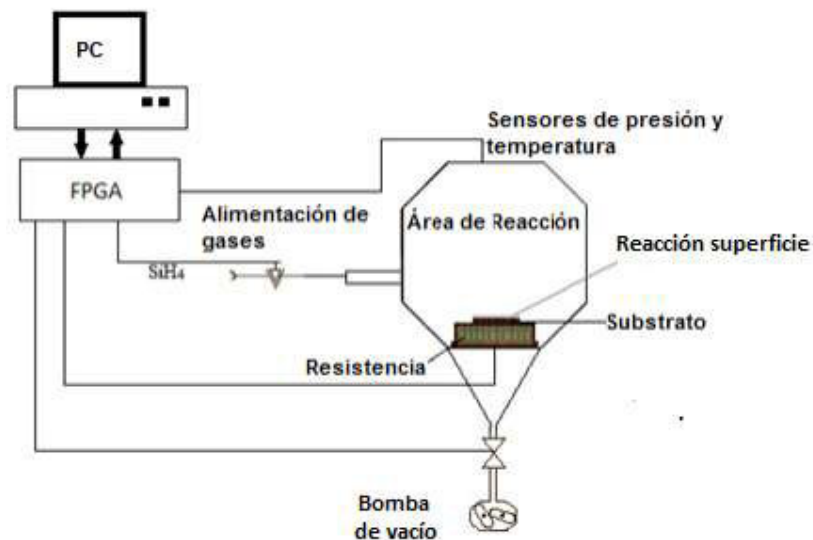 PC
Sensores de presión y
temperatura
FPGA
Alimentación de
gases
Área de Reacción
Reacción superficie
SiH4
Substrato
Resistencia
Bomba
de vacío